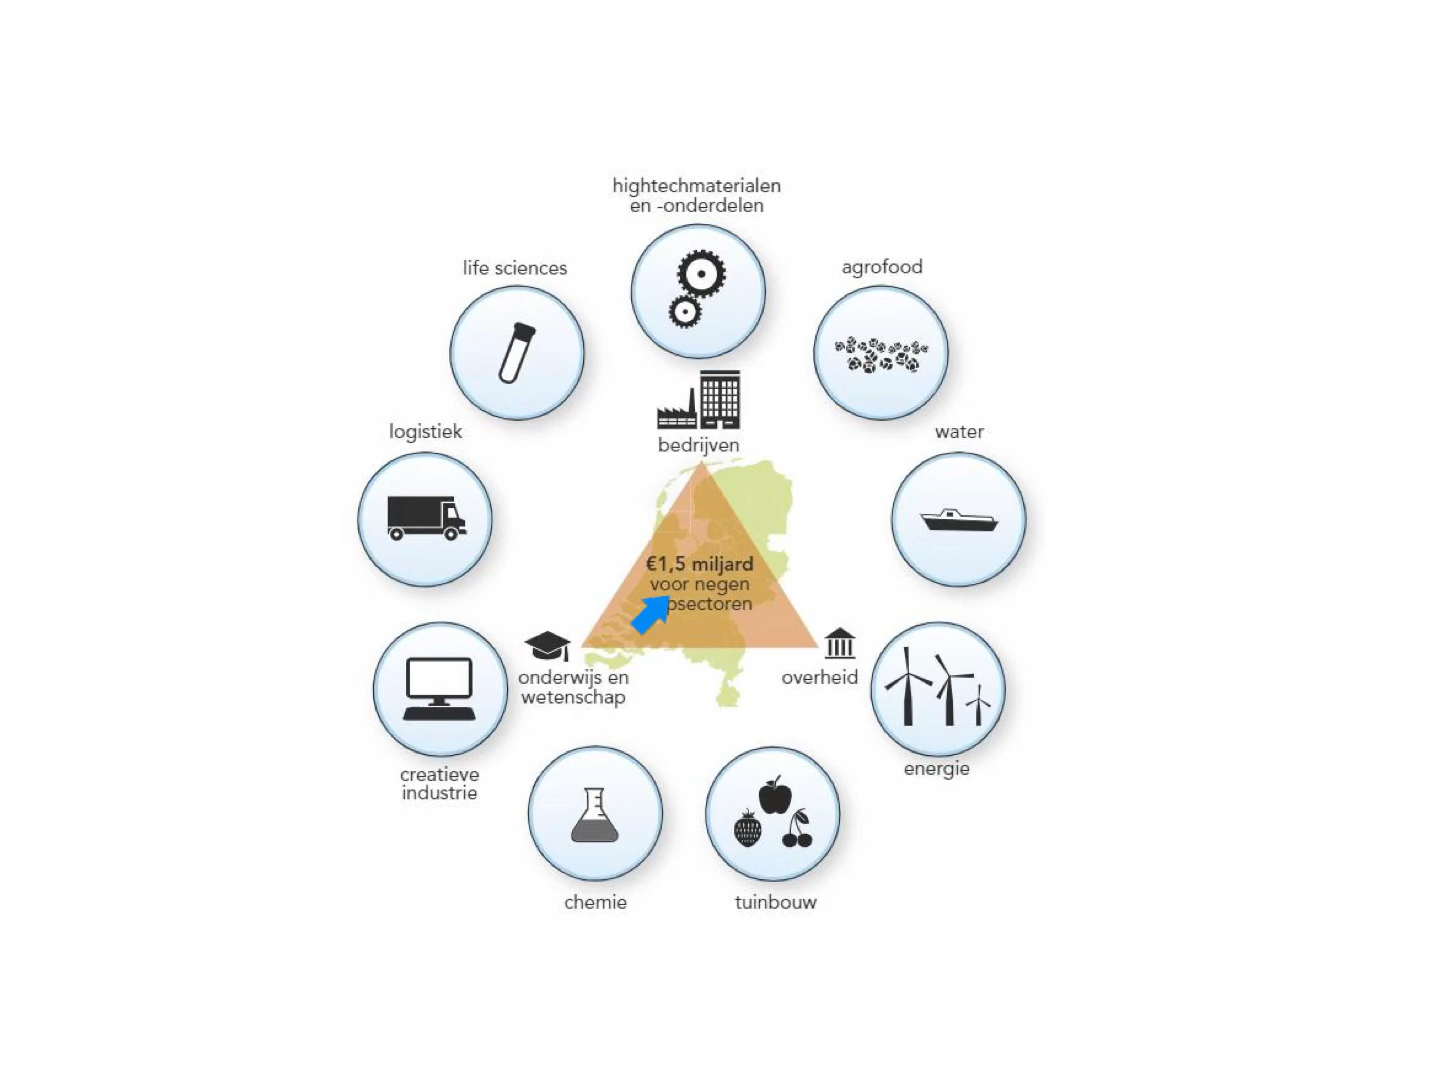 hightechmaterialen
en -onderdelen
life sciences
agrofood
logistiek
water
bedrijven
€1,5 miljard
voor negen
psectoren
onderwijs en
wetenschap
overheid
creatieve
industrie
energie
chemie
tuinbouw